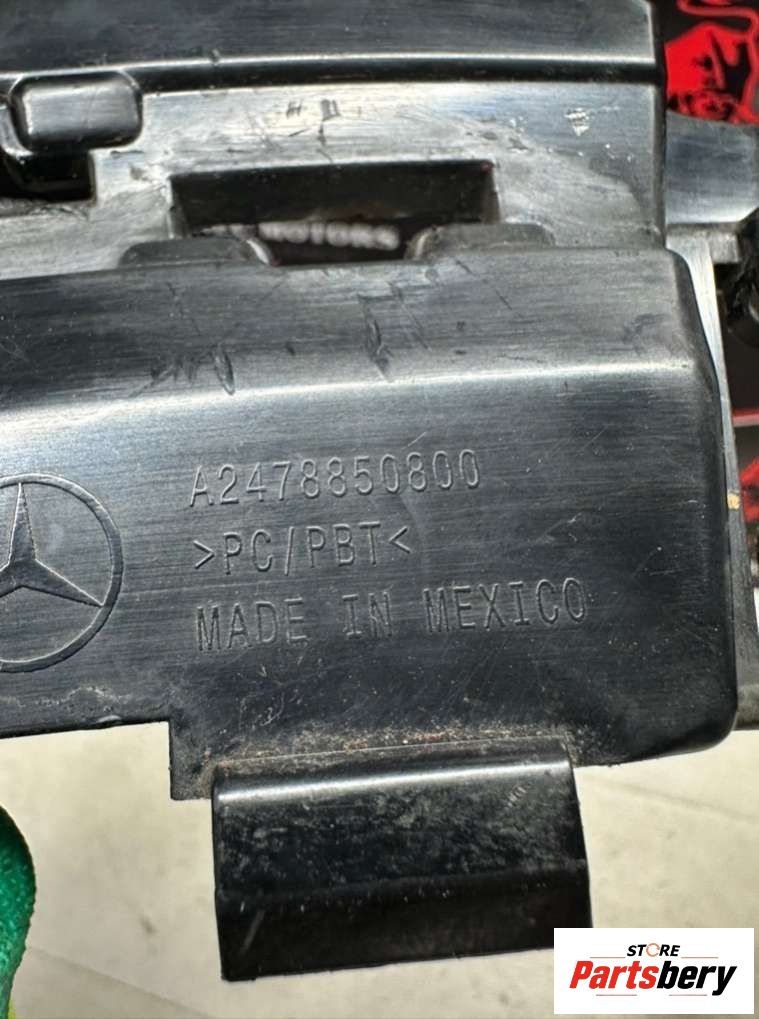 MOTORS
A2478850800
>PC/PBT<
MADE IN MEXICO
STORE
Partsbery